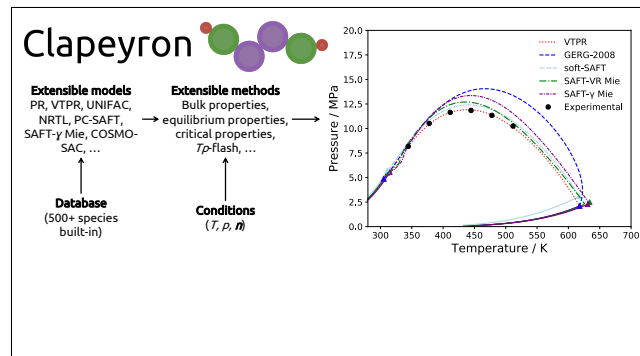 Clapeyron
Extensible models
PR, VTPR, UNIFAC,
NRTL, PC-SAFT,
SAFT-γ Mie, COSMO-
SAC, ...
Database
(500+ species
built-in)
Extensible methods
Bulk properties,
equilibrium properties,
critical properties,
Tp-flash, ...
Conditions
(T, p, n)
VTPR
GERG-2008
soft-SAFT
SAFT-VR Mie
SAFT-γ Mie
Experimental
Pressure / MPa
20.0
17.5
15.0
12.5
10.0
7.5
5.0
2.5
0.0
300 350 400 450 500 550 600 650 700
Temperature / K